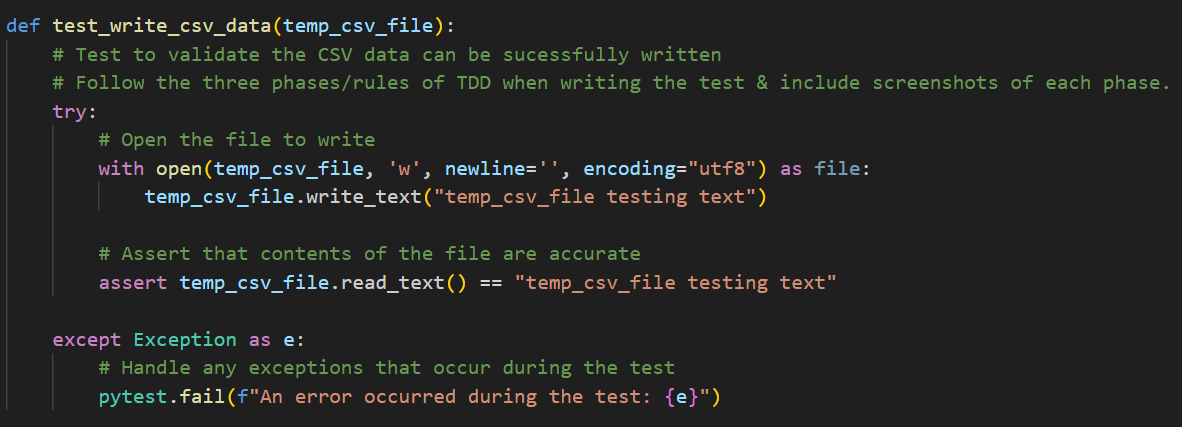 def test_write_csv_data(temp_csv_file):
    # Test to validate the CSV data can be sucessfully written
    # Follow the three phases/rules of TDD when writing the test & include screenshots of each phase.
    try:
        # Open the file to write
        with open(temp_csv_file, 'w', newline='', encoding="utf8") as file:
            temp_csv_file.write_text("temp_csv_file testing text")

        # Assert that contents of the file are accurate
        assert temp_csv_file.read_text() == "temp_csv_file testing text"

    except Exception as e:
        # Handle any exceptions that occur during the test
        pytest.fail(f"An error occurred during the test: {e}")